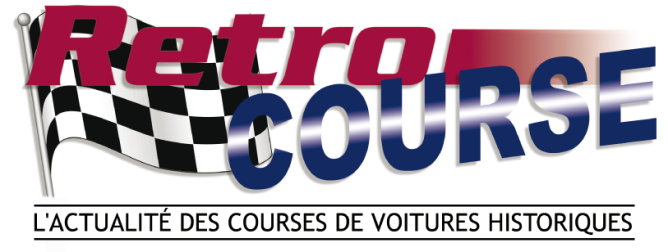 Retro
COURSE
L'ACTUALITÉ DES COURSES DE VOITURES HISTORIQUES